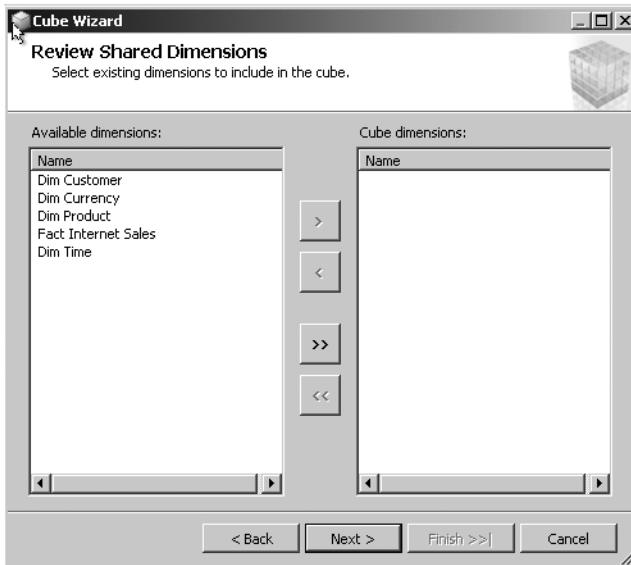 Cube Wizard
Review Shared Dimensions
Select existing dimensions to include in the cube.
Available dimensions:
Name
Dim Customer
Dim Currency
Dim Product
Fact Internet Sales
Dim Time
>
<
>>
<<
Cube dimensions:
Name
< Back
Next >
Finish >>|
Cancel